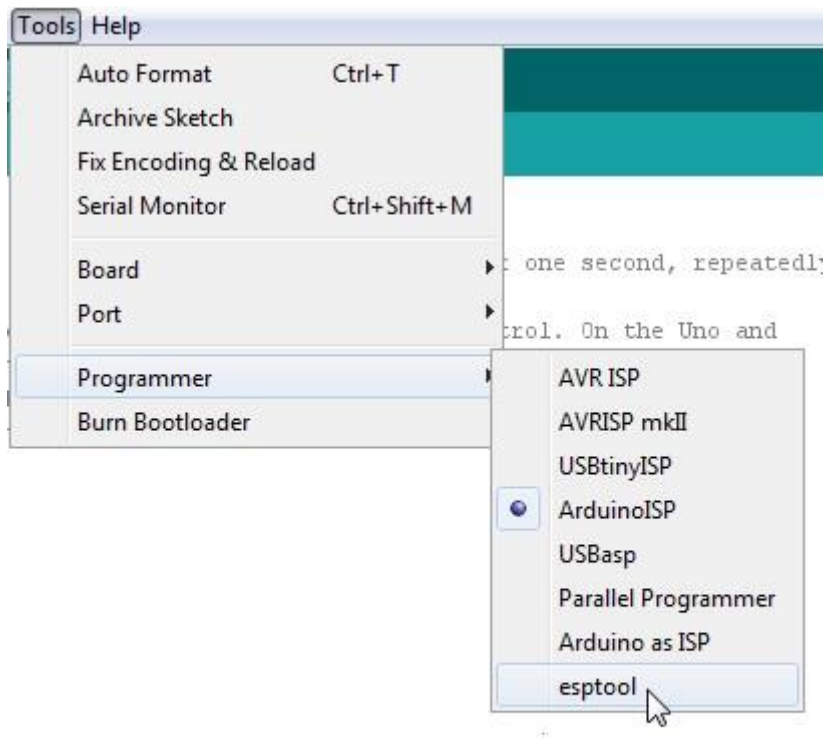 Tools Help
Auto Format Ctrl+T
Archive Sketch
Fix Encoding & Reload
Serial Monitor Ctrl+Shift+M
one second, repeatedly
Board
Port
trol. On the Uno and
Programmer
Burn Bootloader
AVR ISP
AVRISP mkII
USBtinyISP
ArduinoISP
USBasp
Parallel Programmer
Arduino as ISP
esptool